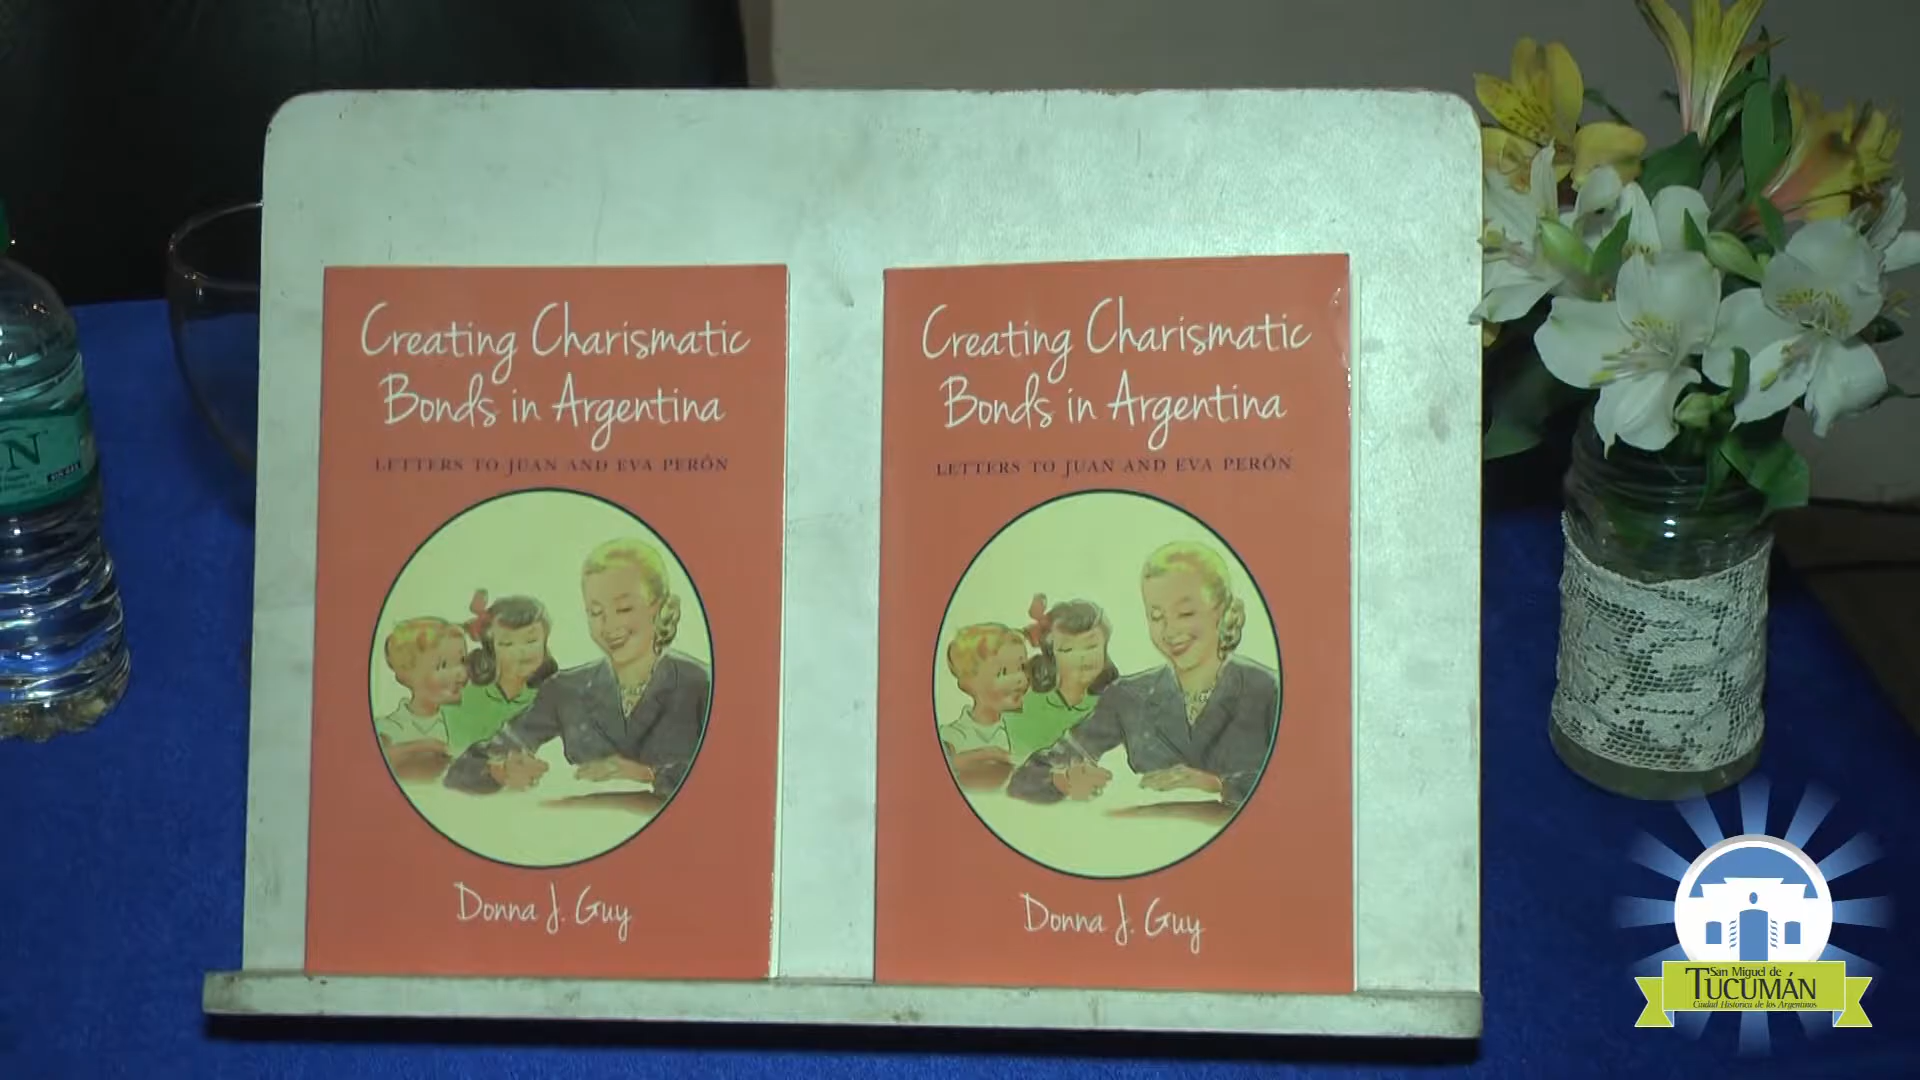 Creating Charismatic
Bonds in Argentina
LETTERS TO JUAN AND EVA PERÓN
Donna J. Guy
Creating Charismatic
Bonds in Argentina
LETTERS TO JUAN AND EVA PERÓN
Donna J. Guy
San Miguel de
TUCUMÁN
Ciudad Histórica de los Argentinos